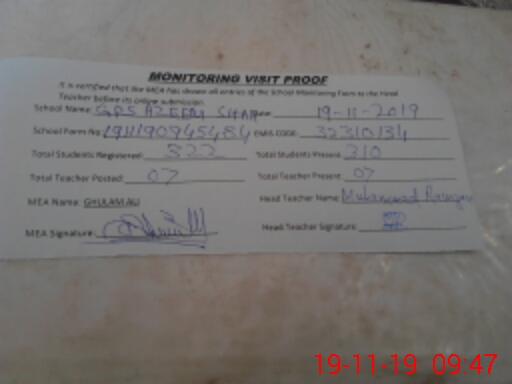 MONITORING VISIT PROOF
It is certified that the MEA has shown all entries of the School Monitoring Form to the Head
Teacher before its online submission.
School Name: GPS AZEEM SHAH Date 19-11-2019
School Form No: 191190945484 EMIS CODE: 32310134
Total Students Registered: 322 Total Students Present 310
Total Teacher Posted: 07 Total Teacher Present 07
MEA Name: GHULAM ALI Head Teacher Name: Muhammad
MEA Signature: Head Teacher Signature:
19-11-19 09:47